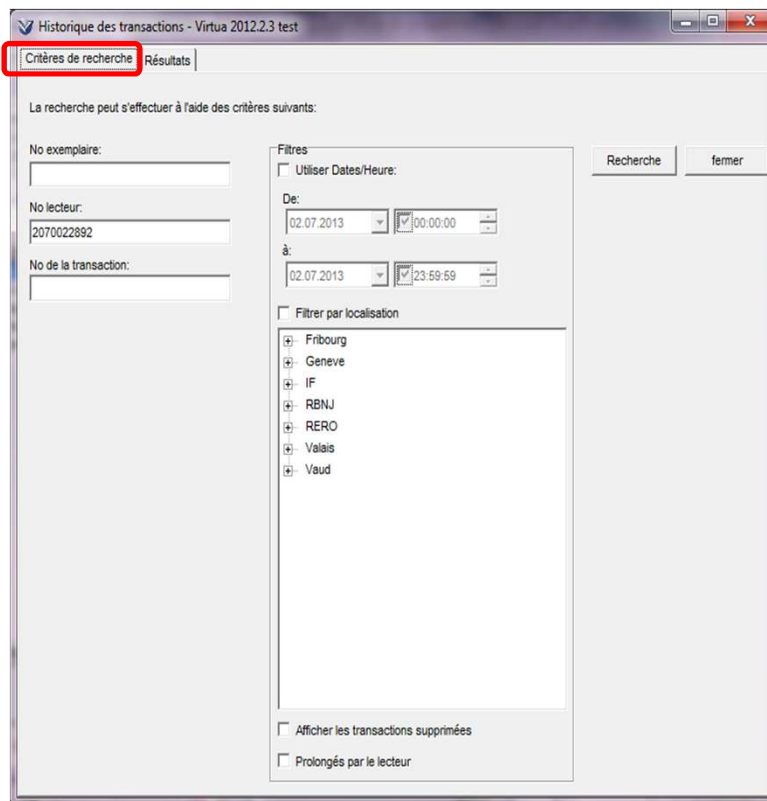 Historique des transactions - Virtua 2012.2.3 test
Critères de recherche
Résultats
La recherche peut s'effectuer à l'aide des critères suivants:
No exemplaire:
No lecteur:
2070022892
No de la transaction:
Filtres
Utiliser Dates/Heure:
De:
02.07.2013 00:00:00
à:
02.07.2013 23:59:59
Filtrer par localisation
Fribourg
Geneve
IF
RBNJ
RERO
Valais
Vaud
Afficher les transactions supprimées
Prolongés par le lecteur
Recherche
fermer